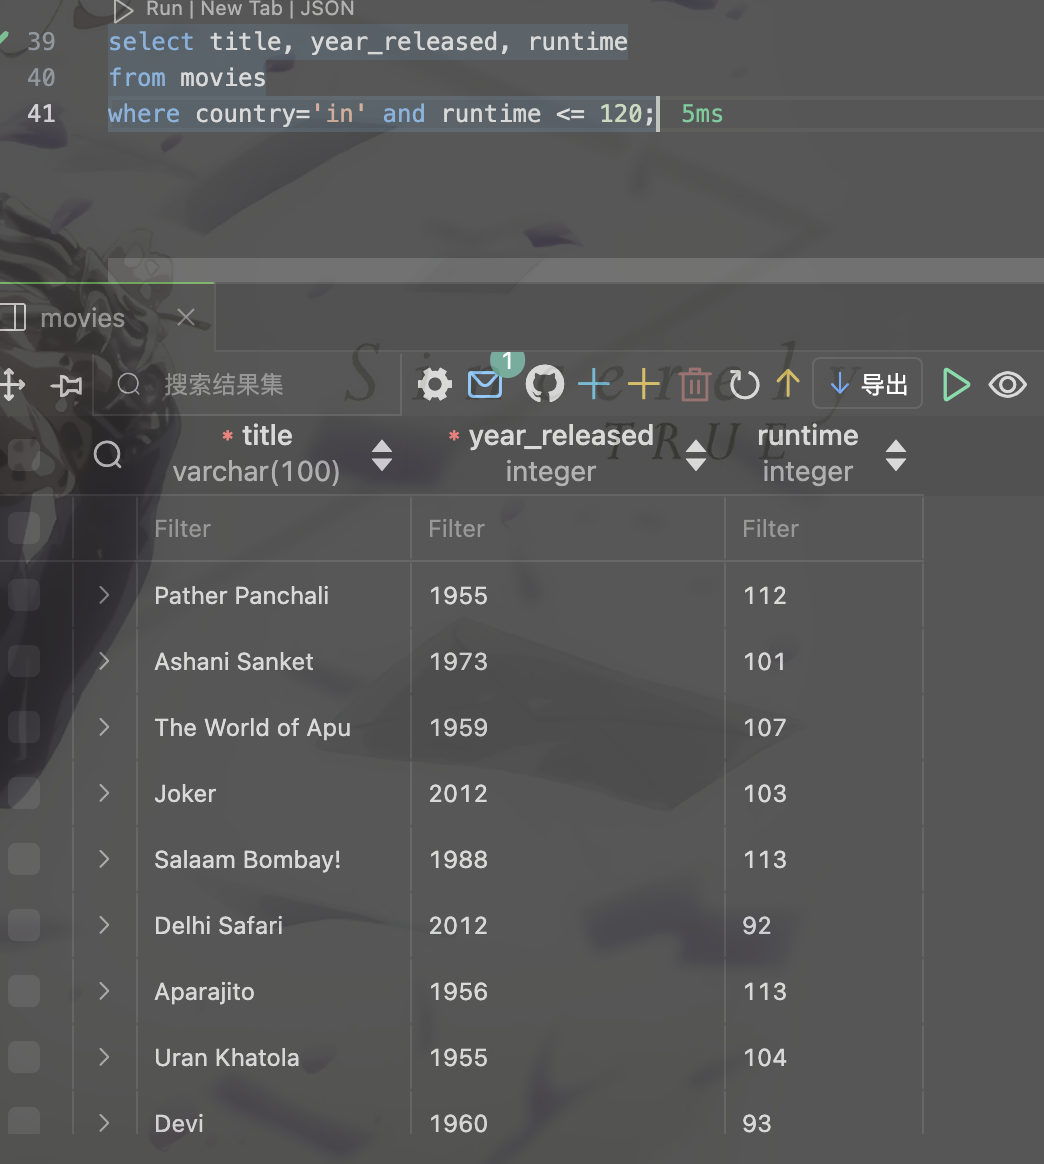 Run | New Tab | JSON
39 select title, year_released, runtime
40 from movies
41 where country='in' and runtime <= 120; 5ms
movies
Sincerely
搜索结果集
1
导出
TRUE
* title
* year_released
runtime
varchar(100)
integer
integer
Filter Filter Filter
Pather Panchali 1955 112
Ashani Sanket 1973 101
The World of Apu 1959 107
Joker 2012 103
Salaam Bombay! 1988 113
Delhi Safari 2012 92
Aparajito 1956 113
Uran Khatola 1955 104
Devi 1960 93